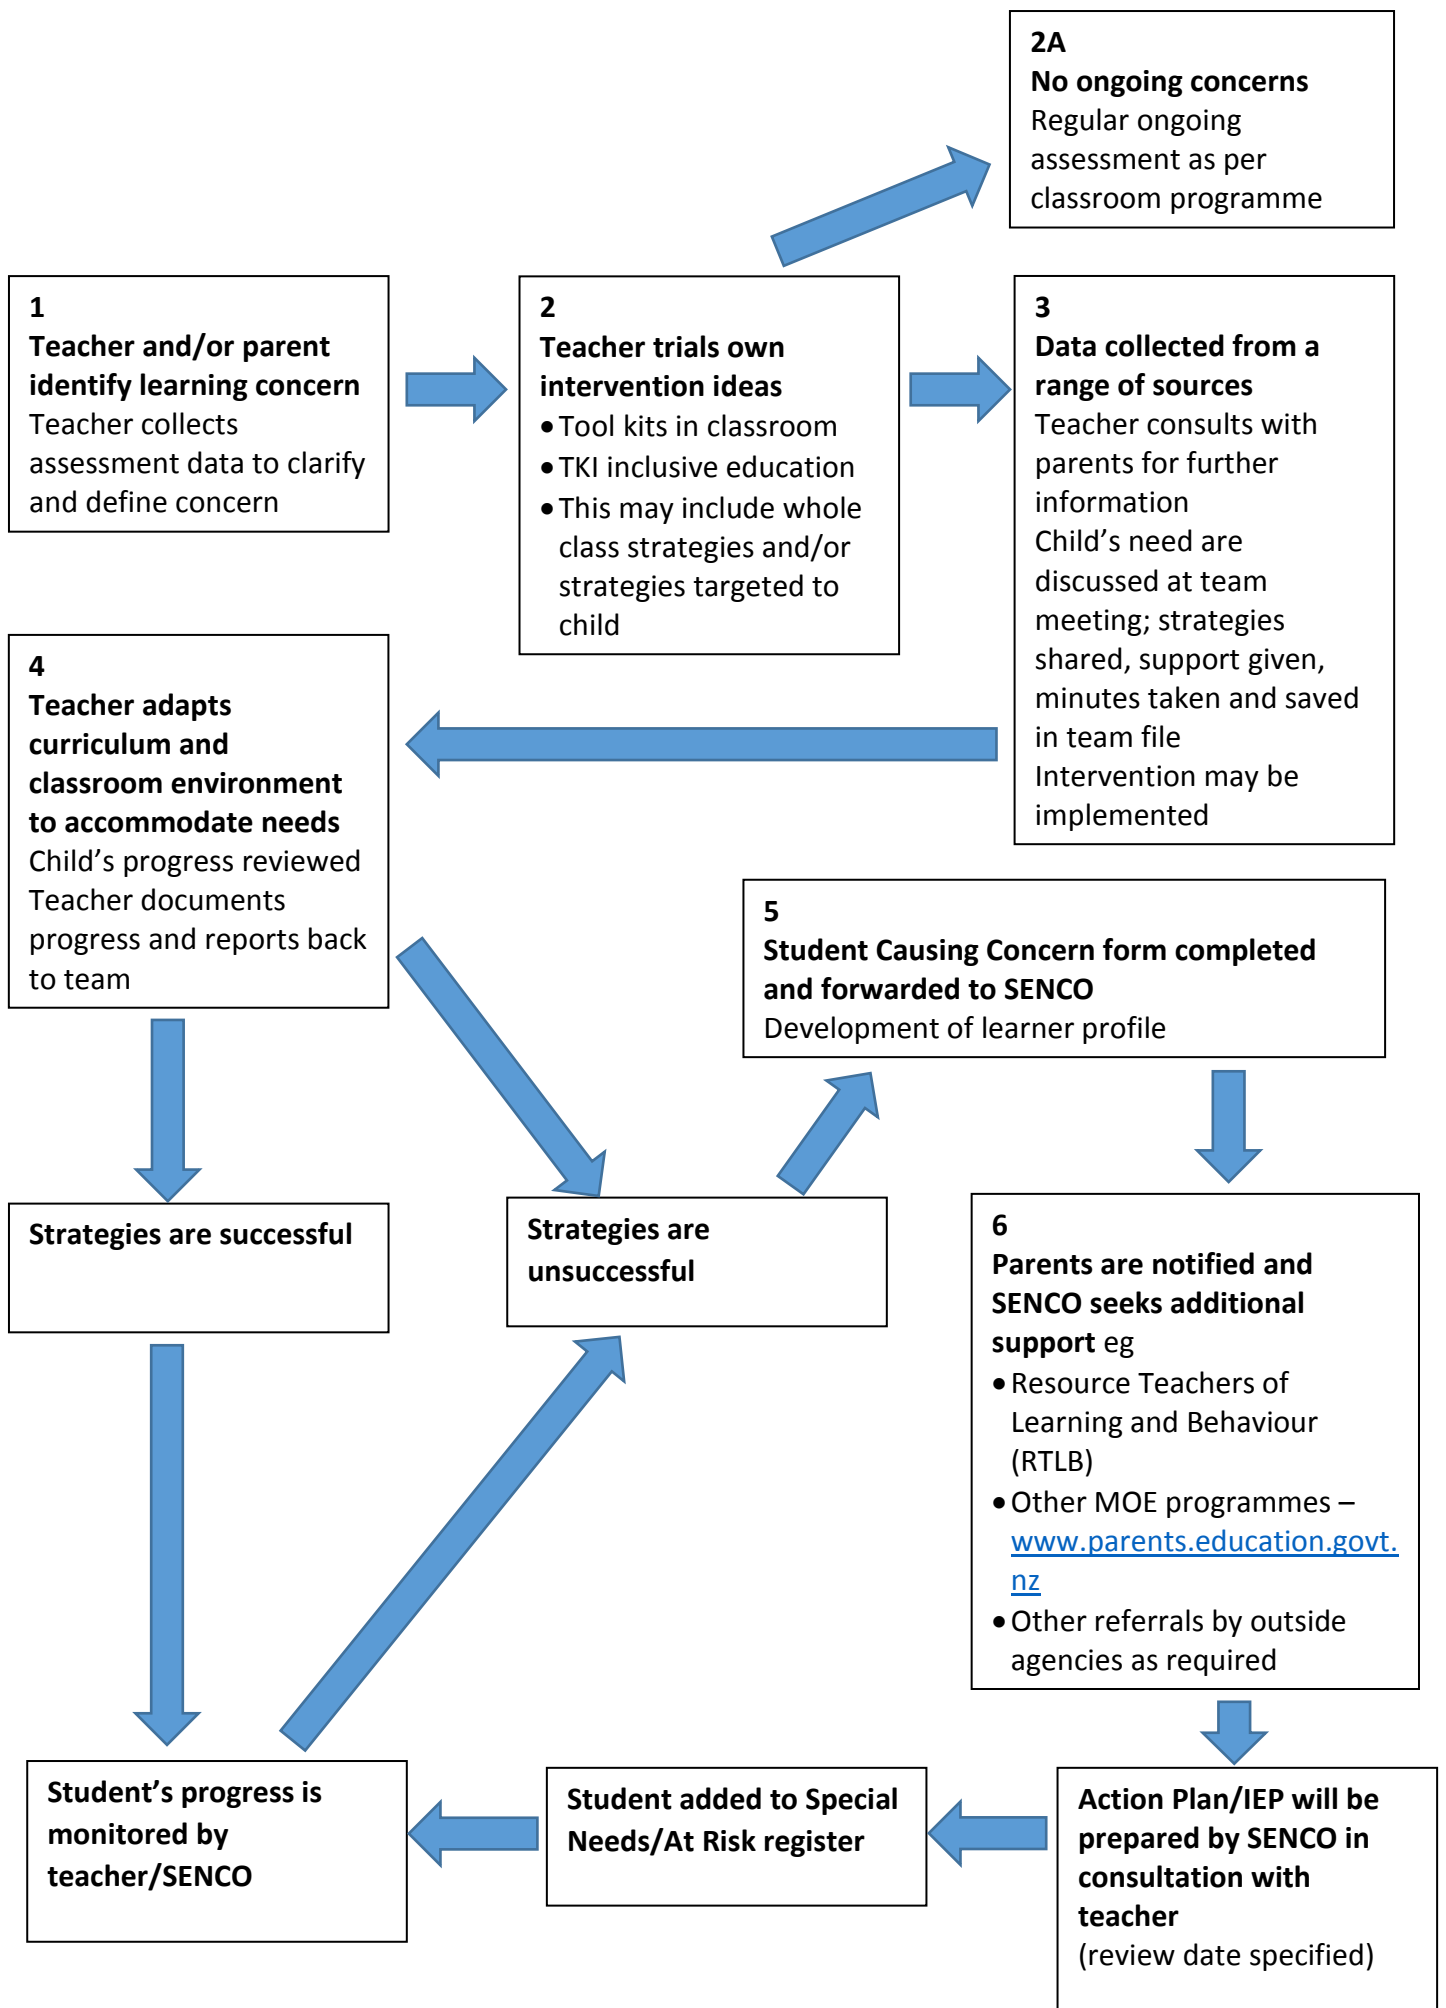 2A
No ongoing concerns
Regular ongoing
assessment as per
classroom programme
1
Teacher and/or parent
identify learning concern
Teacher collects
assessment data to clarify
and define concern
2
Teacher trials own
intervention ideas
• Tool kits in classroom
• TKI inclusive education
• This may include whole
class strategies and/or
strategies targeted to
child
3
Data collected from a
range of sources
Teacher consults with
parents for further
information
Child’s need are
discussed at team
meeting; strategies
shared, support given,
minutes taken and saved
in team file
Intervention may be
implemented
4
Teacher adapts
curriculum and
classroom environment
to accommodate needs
Child’s progress reviewed
Teacher documents
progress and reports back
to team
5
Student Causing Concern form completed
and forwarded to SENCO
Development of learner profile
Strategies are successful
Strategies are
unsuccessful
6
Parents are notified and
SENCO seeks additional
support eg
• Resource Teachers of
Learning and Behaviour
(RTLB)
• Other MOE programmes –
www.parents.education.govt.
nz
• Other referrals by outside
agencies as required
Student’s progress is
monitored by
teacher/SENCO
Student added to Special
Needs/At Risk register
Action Plan/IEP will be
prepared by SENCO in
consultation with
teacher
(review date specified)